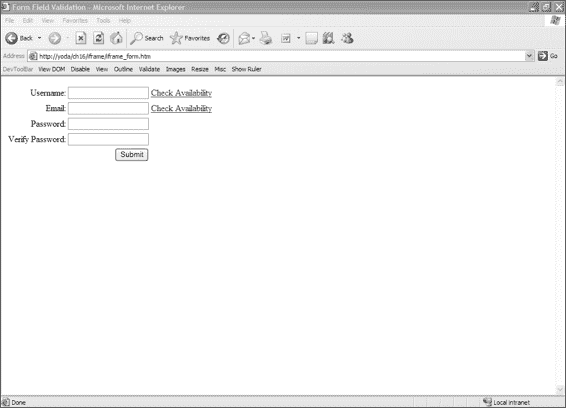 Form Field Validation - Microsoft Internet Explorer
File Edit View Favorites Tools Help
Back Search Favorites
Address http://yoda/ch16/iframe/iframe_form.htm Go
DevToolBar View DOM Disable View Outline Validate Images Resize Misc Show Ruler
Username: Check Availability
Email: Check Availability
Password:
Verify Password:
Submit
Done Local intranet